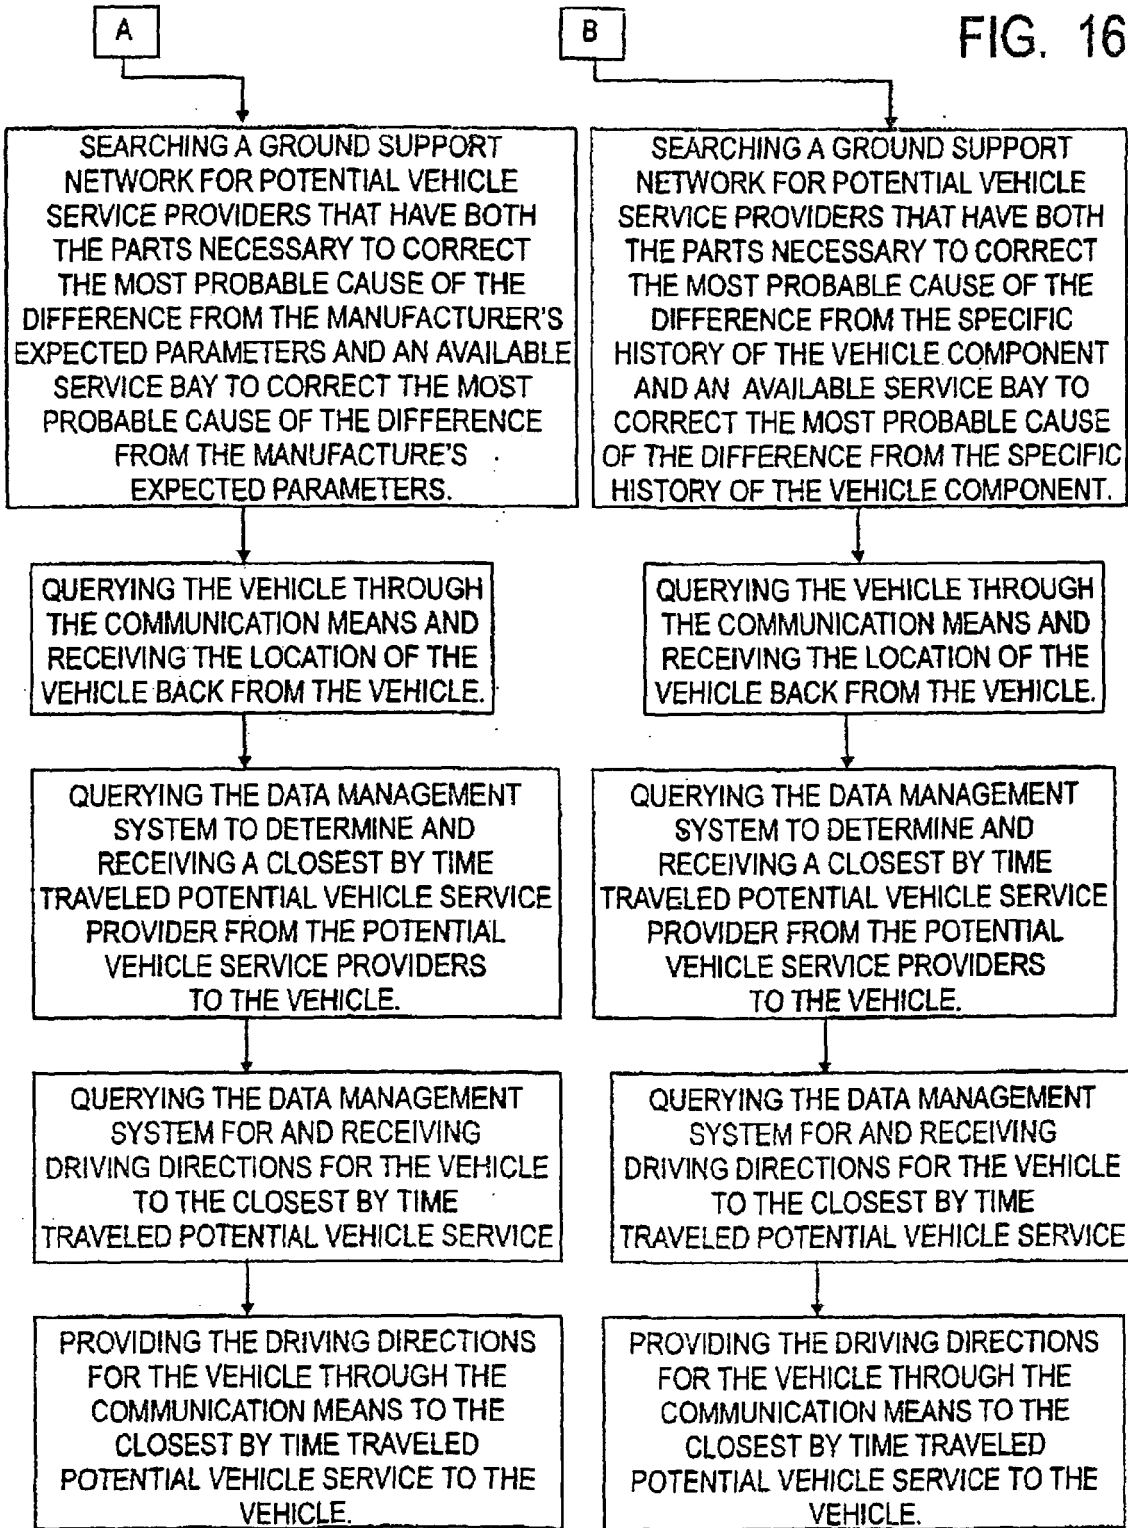 FIG. 16
A
SEARCHING A GROUND SUPPORT
NETWORK FOR POTENTIAL VEHICLE
SERVICE PROVIDERS THAT HAVE BOTH
THE PARTS NECESSARY TO CORRECT
THE MOST PROBABLE CAUSE OF THE
DIFFERENCE FROM THE MANUFACTURER'S
EXPECTED PARAMETERS AND AN AVAILABLE
SERVICE BAY TO CORRECT THE MOST
PROBABLE CAUSE OF THE DIFFERENCE
FROM THE MANUFACTURE'S
EXPECTED PARAMETERS.
QUERYING THE VEHICLE THROUGH
THE COMMUNICATION MEANS AND
RECEIVING THE LOCATION OF THE
VEHICLE BACK FROM THE VEHICLE.
QUERYING THE DATA MANAGEMENT
SYSTEM TO DETERMINE AND
RECEIVING A CLOSEST BY TIME
TRAVELED POTENTIAL VEHICLE SERVICE
PROVIDER FROM THE POTENTIAL
VEHICLE SERVICE PROVIDERS
TO THE VEHICLE.
QUERYING THE DATA MANAGEMENT
SYSTEM FOR AND RECEIVING
DRIVING DIRECTIONS FOR THE VEHICLE
TO THE CLOSEST BY TIME
TRAVELED POTENTIAL VEHICLE SERVICE
PROVIDING THE DRIVING DIRECTIONS
FOR THE VEHICLE THROUGH THE
COMMUNICATION MEANS TO THE
CLOSEST BY TIME TRAVELED
POTENTIAL VEHICLE SERVICE TO THE
VEHICLE.
B
SEARCHING A GROUND SUPPORT
NETWORK FOR POTENTIAL VEHICLE
SERVICE PROVIDERS THAT HAVE BOTH
THE PARTS NECESSARY TO CORRECT
THE MOST PROBABLE CAUSE OF THE
DIFFERENCE FROM THE SPECIFIC
HISTORY OF THE VEHICLE COMPONENT
AND AN AVAILABLE SERVICE BAY TO
CORRECT THE MOST PROBABLE CAUSE
OF THE DIFFERENCE FROM THE SPECIFIC
HISTORY OF THE VEHICLE COMPONENT.
QUERYING THE VEHICLE THROUGH
THE COMMUNICATION MEANS AND
RECEIVING THE LOCATION OF THE
VEHICLE BACK FROM THE VEHICLE.
QUERYING THE DATA MANAGEMENT
SYSTEM TO DETERMINE AND
RECEIVING A CLOSEST BY TIME
TRAVELED POTENTIAL VEHICLE SERVICE
PROVIDER FROM THE POTENTIAL
VEHICLE SERVICE PROVIDERS
TO THE VEHICLE.
QUERYING THE DATA MANAGEMENT
SYSTEM FOR AND RECEIVING
DRIVING DIRECTIONS FOR THE VEHICLE
TO THE CLOSEST BY TIME
TRAVELED POTENTIAL VEHICLE SERVICE
PROVIDING THE DRIVING DIRECTIONS
FOR THE VEHICLE THROUGH THE
COMMUNICATION MEANS TO THE
CLOSEST BY TIME TRAVELED
POTENTIAL VEHICLE SERVICE TO THE
VEHICLE.